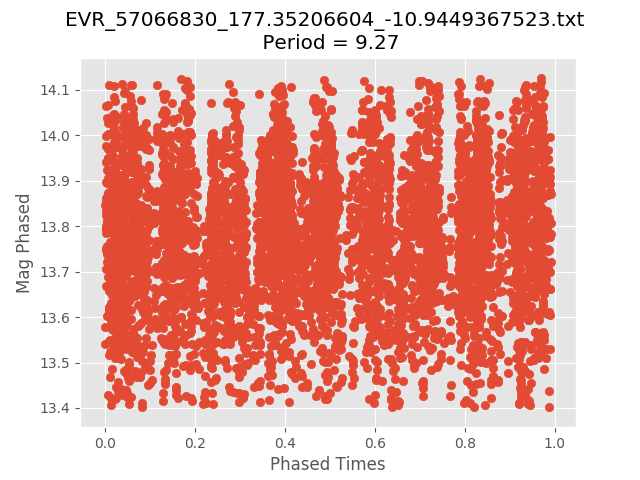 EVR_57066830_177.35206604_-10.9449367523.txt
Period = 9.27
14.1
14.0
13.9
13.8
13.7
13.6
13.5
13.4
Mag Phased
0.0 0.2 0.4 0.6 0.8 1.0
Phased Times